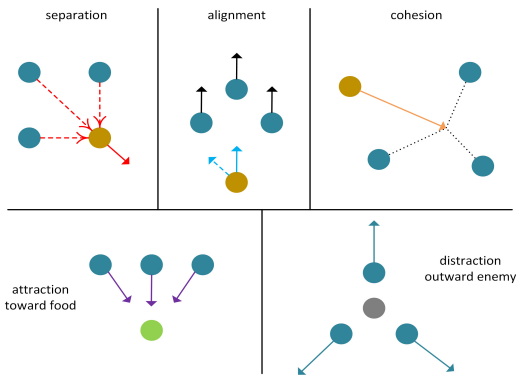 separation
alignment
cohesion
attraction
toward food
distraction
outward enemy